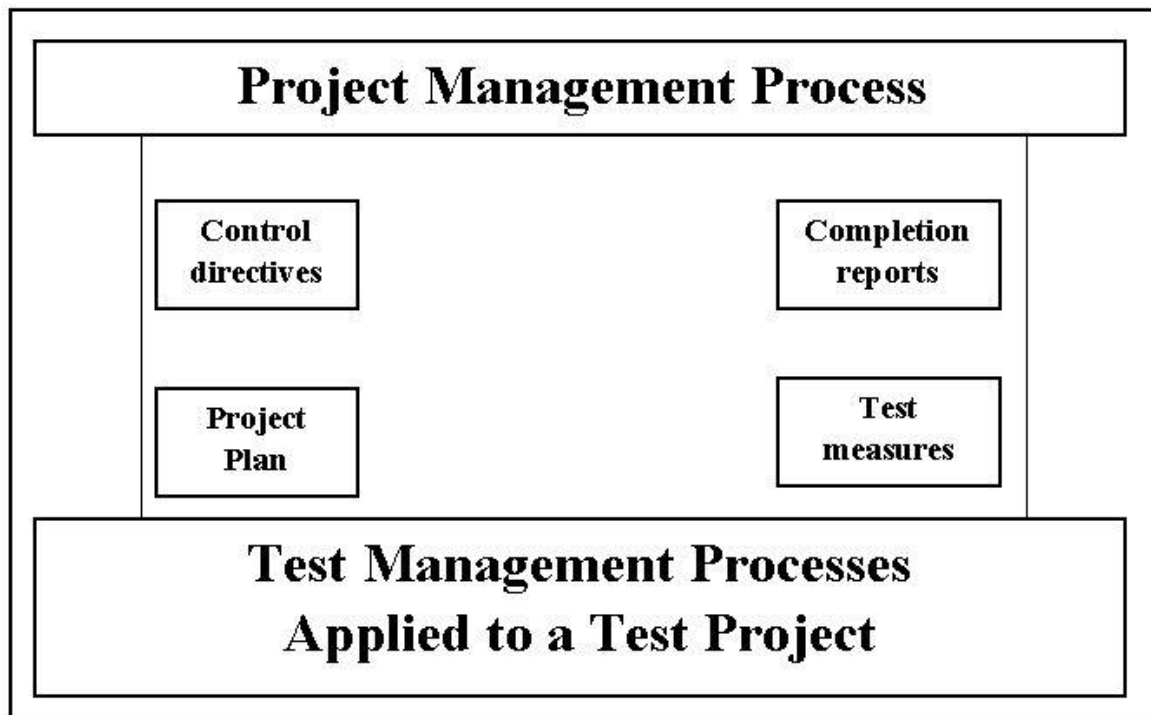 Project Management Process
Control
directives
Completion
reports
Project
Plan
Test
measures
Test Management Processes
Applied to a Test Project